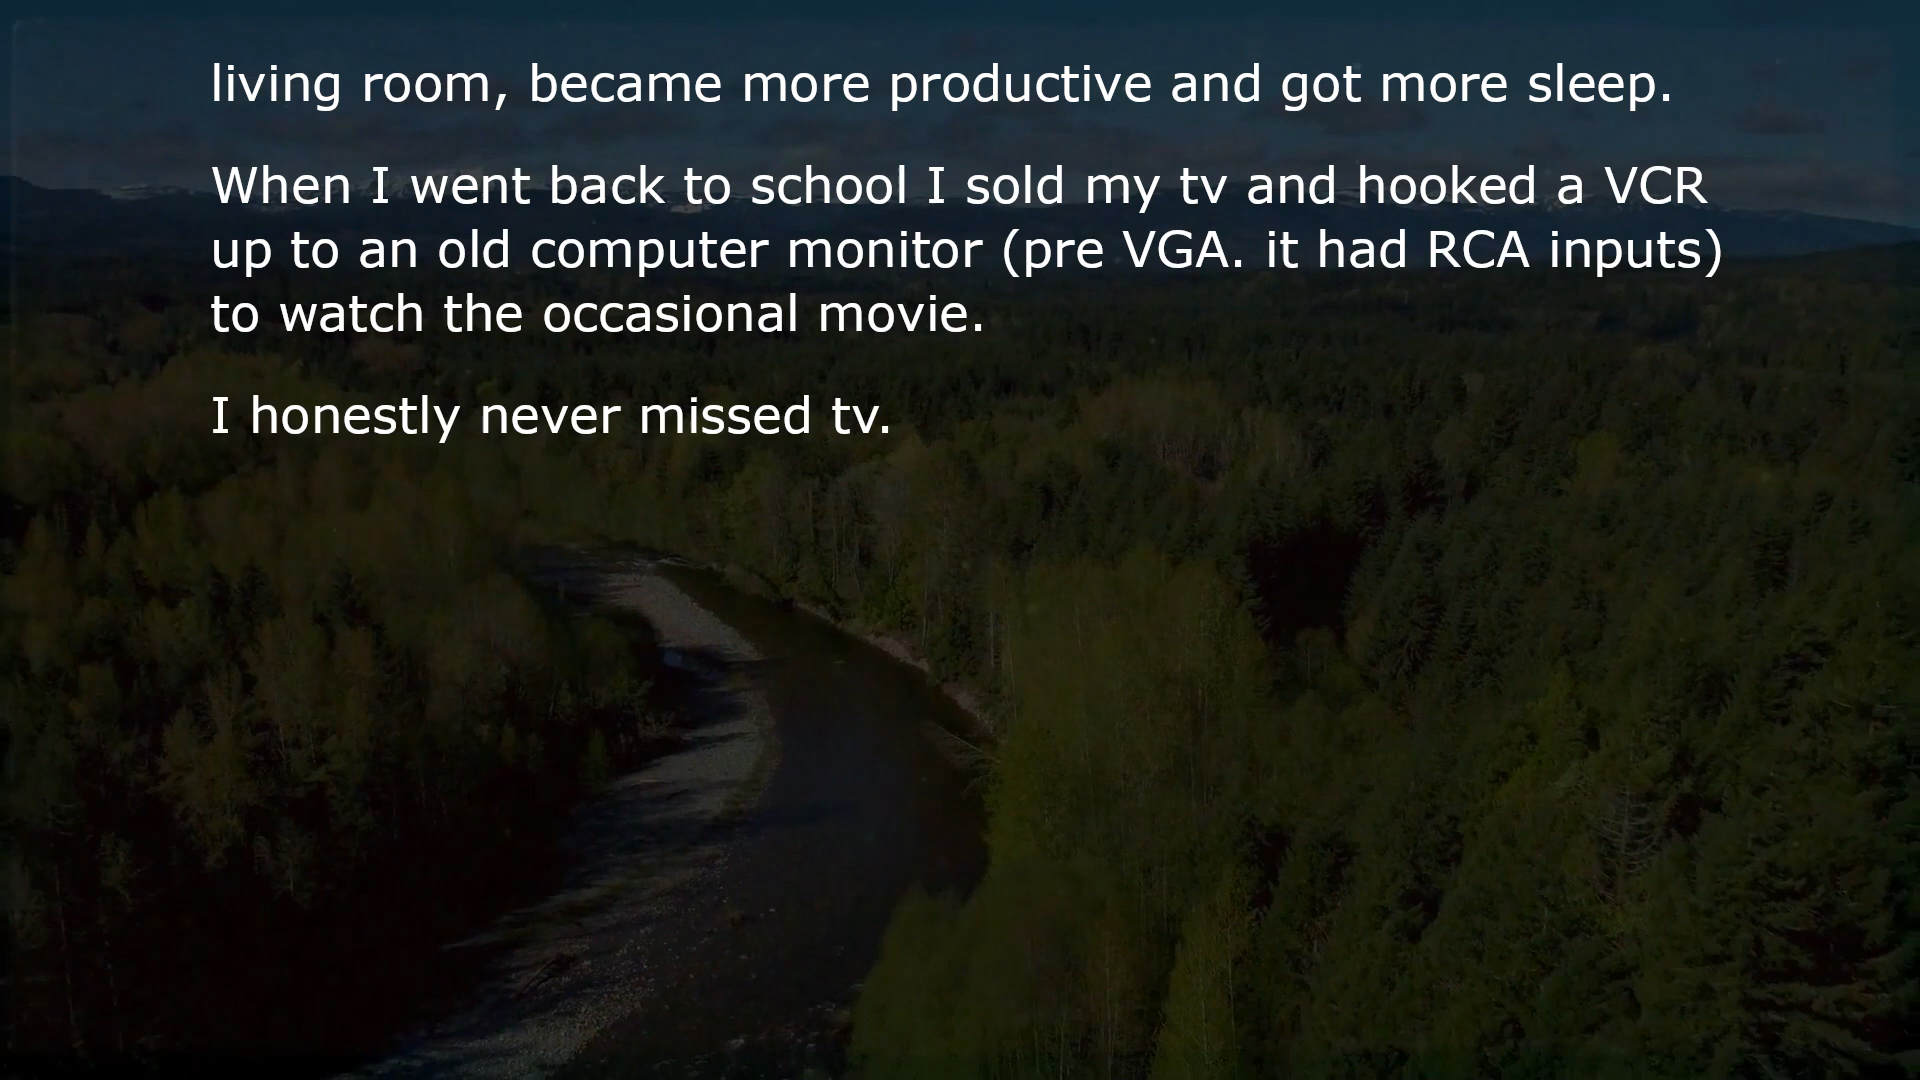 living room, became more productive and got more sleep.
When I went back to school I sold my tv and hooked a VCR
up to an old computer monitor (pre VGA. it had RCA inputs)
to watch the occasional movie.
I honestly never missed tv.